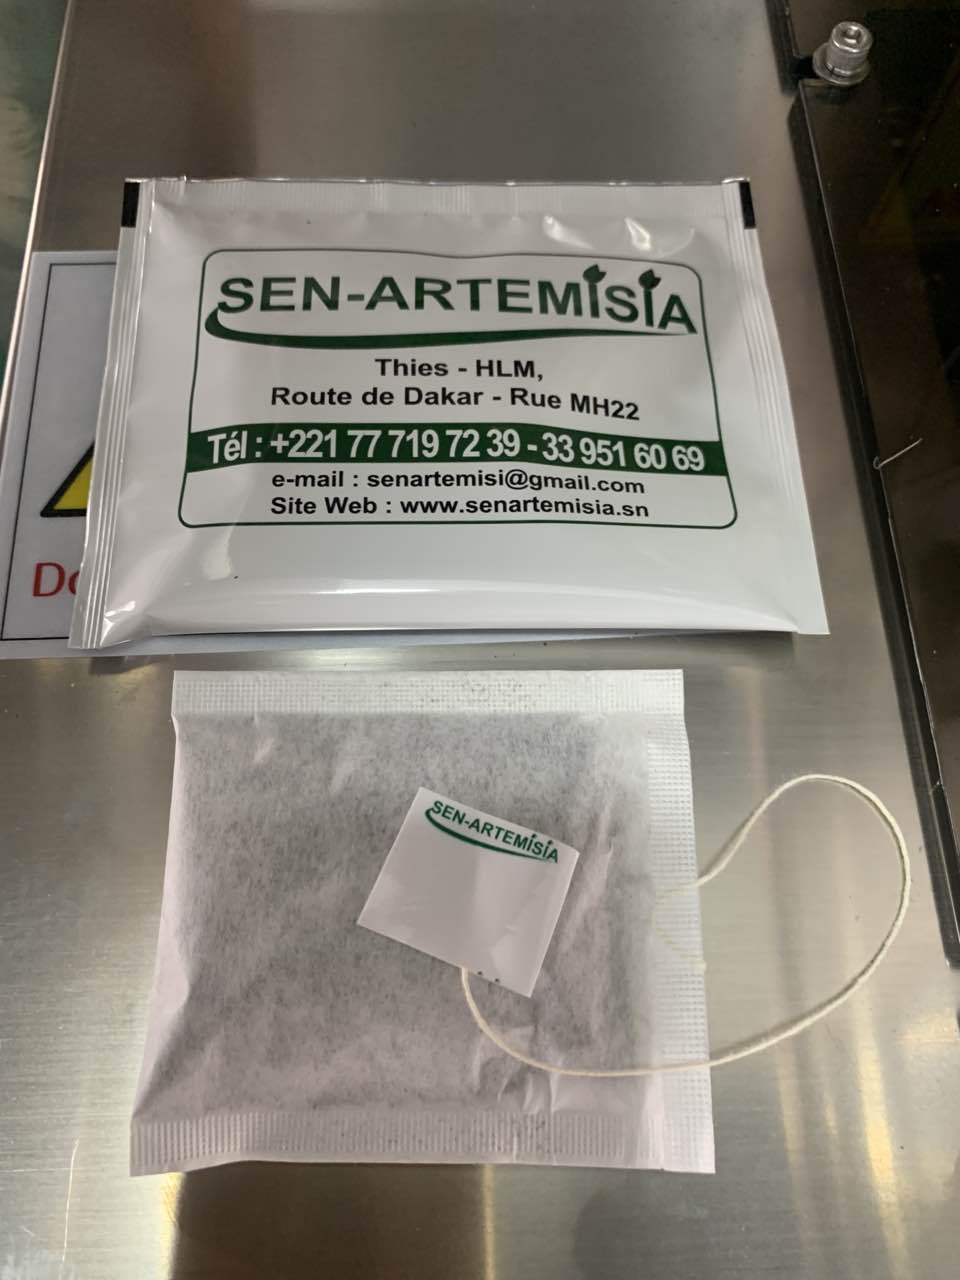 SEN-ARTEMISIA
Thies - HLM,
Route de Dakar - Rue MH22
Tél : +221 77 719 72 39 - 33 951 60 69
e-mail : senartemisi@gmail.com
Site Web : www.senartemisia.sn
SEN-ARTEMISIA